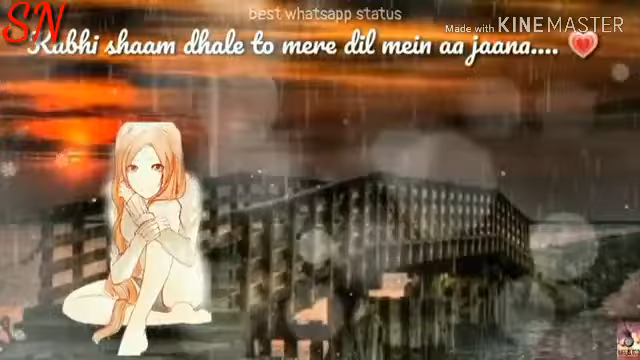 SN
best whatsapp status
Made with KINEMASTER
Kabhi shaam dhale to mere dil mein aa jaana....